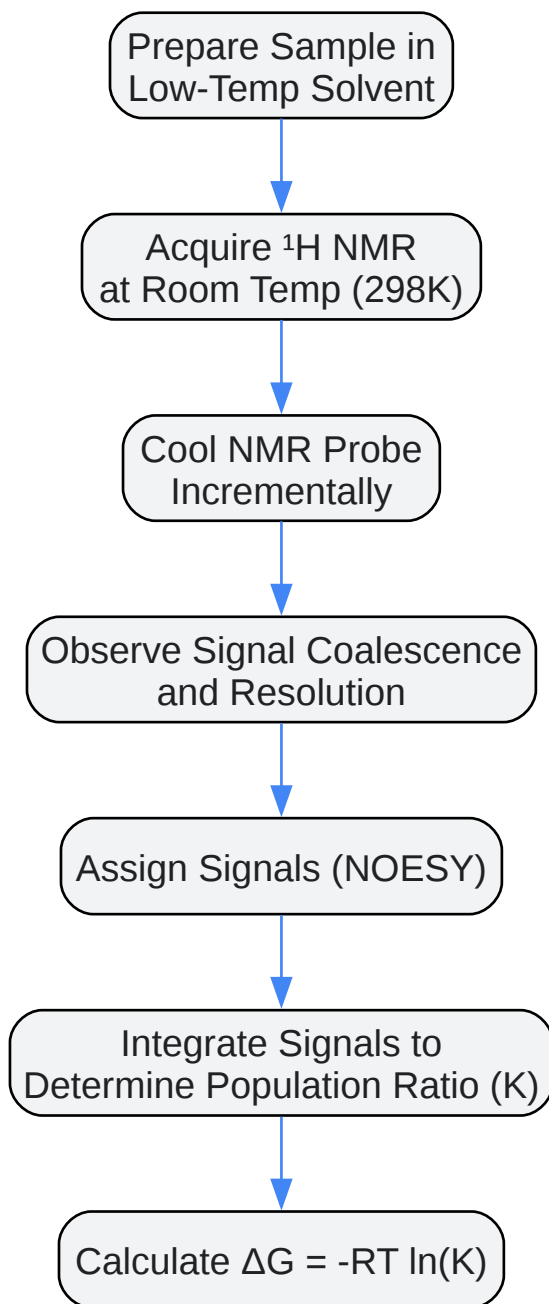 Prepare Sample in
Low-Temp Solvent
Acquire ¹H NMR
at Room Temp (298K)
Cool NMR Probe
Incrementally
Observe Signal Coalescence
and Resolution
Assign Signals (NOESY)
Integrate Signals to
Determine Population Ratio (K)
Calculate ΔG = -RT ln(K)